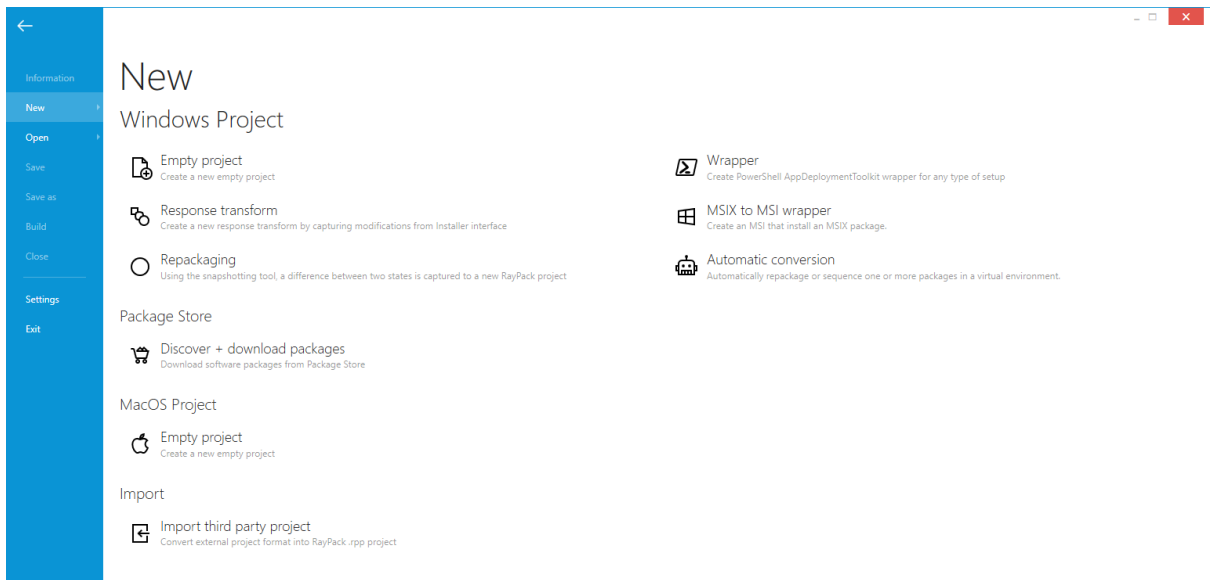 Information
New
Open
Save
Save as
Build
Close
Settings
Exit
New
Windows Project
Empty project
Create a new empty project
Response transform
Create a new response transform by capturing modifications from Installer interface
Repackaging
Using the snapshotting tool, a difference between two states is captured to a new RayPack project
Wrapper
Create PowerShell AppDeploymentToolkit wrapper for any type of setup
MSIX to MSI wrapper
Create an MSI that install an MSIX package.
Automatic conversion
Automatically repackage or sequence one or more packages in a virtual environment.
Package Store
Discover + download packages
Download software packages from Package Store
MacOS Project
Empty project
Create a new empty project
Import
Import third party project
Convert external project format into RayPack .rpp project